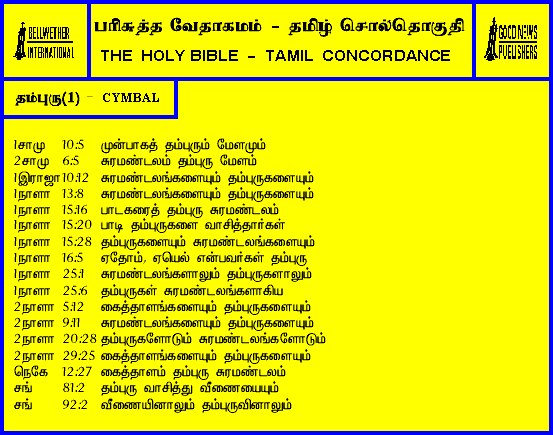 BELLWETHER
INTERNATIONAL
பரிசுத்த வேதாகமம் - தமிழ் சொல்தொகுதி
THE HOLY BIBLE - TAMIL CONCORDANCE
GOOD NEWS
PUBLISHERS
தம்புரு(1) - CYMBAL
1சாமு 10:5 முன்பாகத் தம்புரும் மேளமும்
2சாமு 6:5 சுரமண்டலம் தம்புரு மேளம்
1இராஜா 10:12 சுரமண்டலங்களையும் தம்புருகளையும்
1நாளா 13:8 சுரமண்டலங்களையும் தம்புருகளையும்
1நாளா 15:16 பாடகரைத் தம்புரு சுரமண்டலம்
1நாளா 15:20 பாடி தம்புருகளை வாசித்தார்கள்
1நாளா 15:28 தம்புருகளையும் சுரமண்டலங்களையும்
1நாளா 16:5 ஏதோம், ஏயெல் என்பவர்கள் தம்புரு
1நாளா 25:1 சுரமண்டலங்களாலும் தம்புருகளாலும்
1நாளா 25:6 தம்புருகள் சுரமண்டலங்களாகிய
2நாளா 5:12 கைத்தாளங்களையும் தம்புருகளையும்
2நாளா 9:11 சுரமண்டலங்களையும் தம்புருகளையும்
2நாளா 20:28 தம்புருகளோடும் சுரமண்டலங்களோடும்
2நாளா 29:25 கைத்தாளங்களையும் தம்புருகளையும்
நெகே 12:27 கைத்தாளம் தம்புரு சுரமண்டலம்
சங் 81:2 தம்புரு வாசித்து வீணையையும்
சங் 92:2 வீணையினாலும் தம்புருவினாலும்